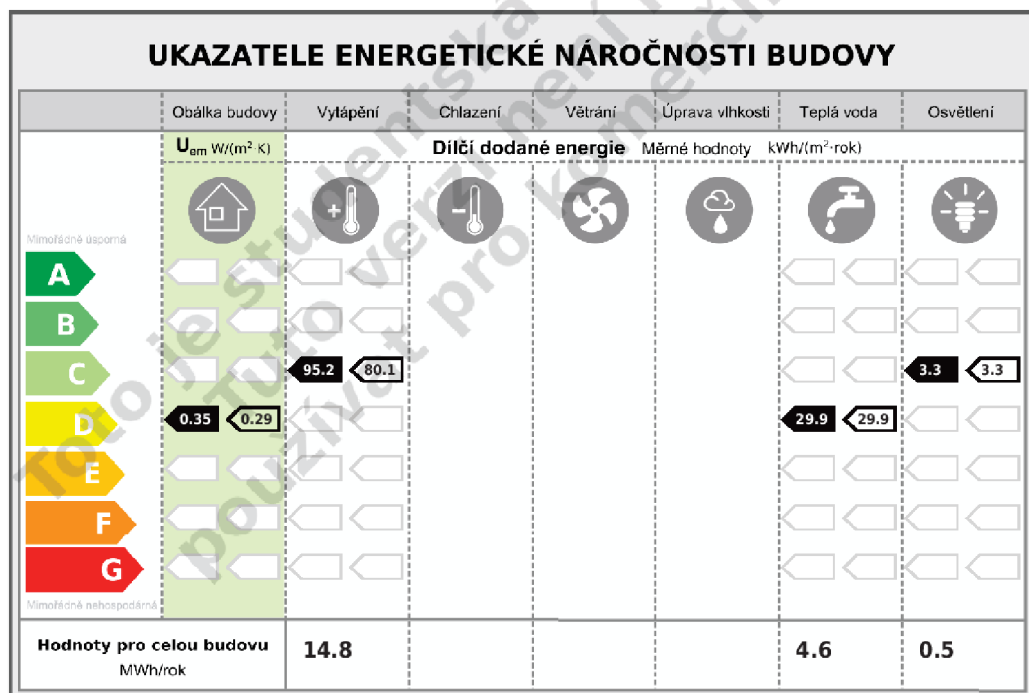 UKAZATELE ENERGETICKÉ NÁROČNOSTI BUDOVY
Obálka budovy Vytápění Chlazení Větrání Úprava vlhkosti Teplá voda Osvětlení
Uem W/(m²·K) Dílčí dodané energie Měrné hodnoty kWh/(m²·rok)
+ –
Mimořádně úsporná
A
B
C 95.2 80.1 3.3 3.3
D 0.35 0.29 29.9 29.9
E
F
G
Mimořádně nehospodárná
Hodnoty pro celou budovu 14.8 4.6 0.5
MWh/rok
Toto je studentská
Tuto verzi není
používat pro komerčn